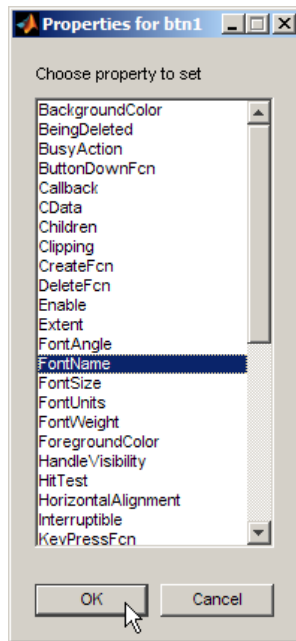 Properties for btn1
Choose property to set
BackgroundColor
BeingDeleted
BusyAction
ButtonDownFcn
Callback
CData
Children
Clipping
CreateFcn
DeleteFcn
Enable
Extent
FontAngle
FontName
FontSize
FontUnits
FontWeight
ForegroundColor
HandleVisibility
HitTest
HorizontalAlignment
Interruptible
KeyPressFcn
OK Cancel